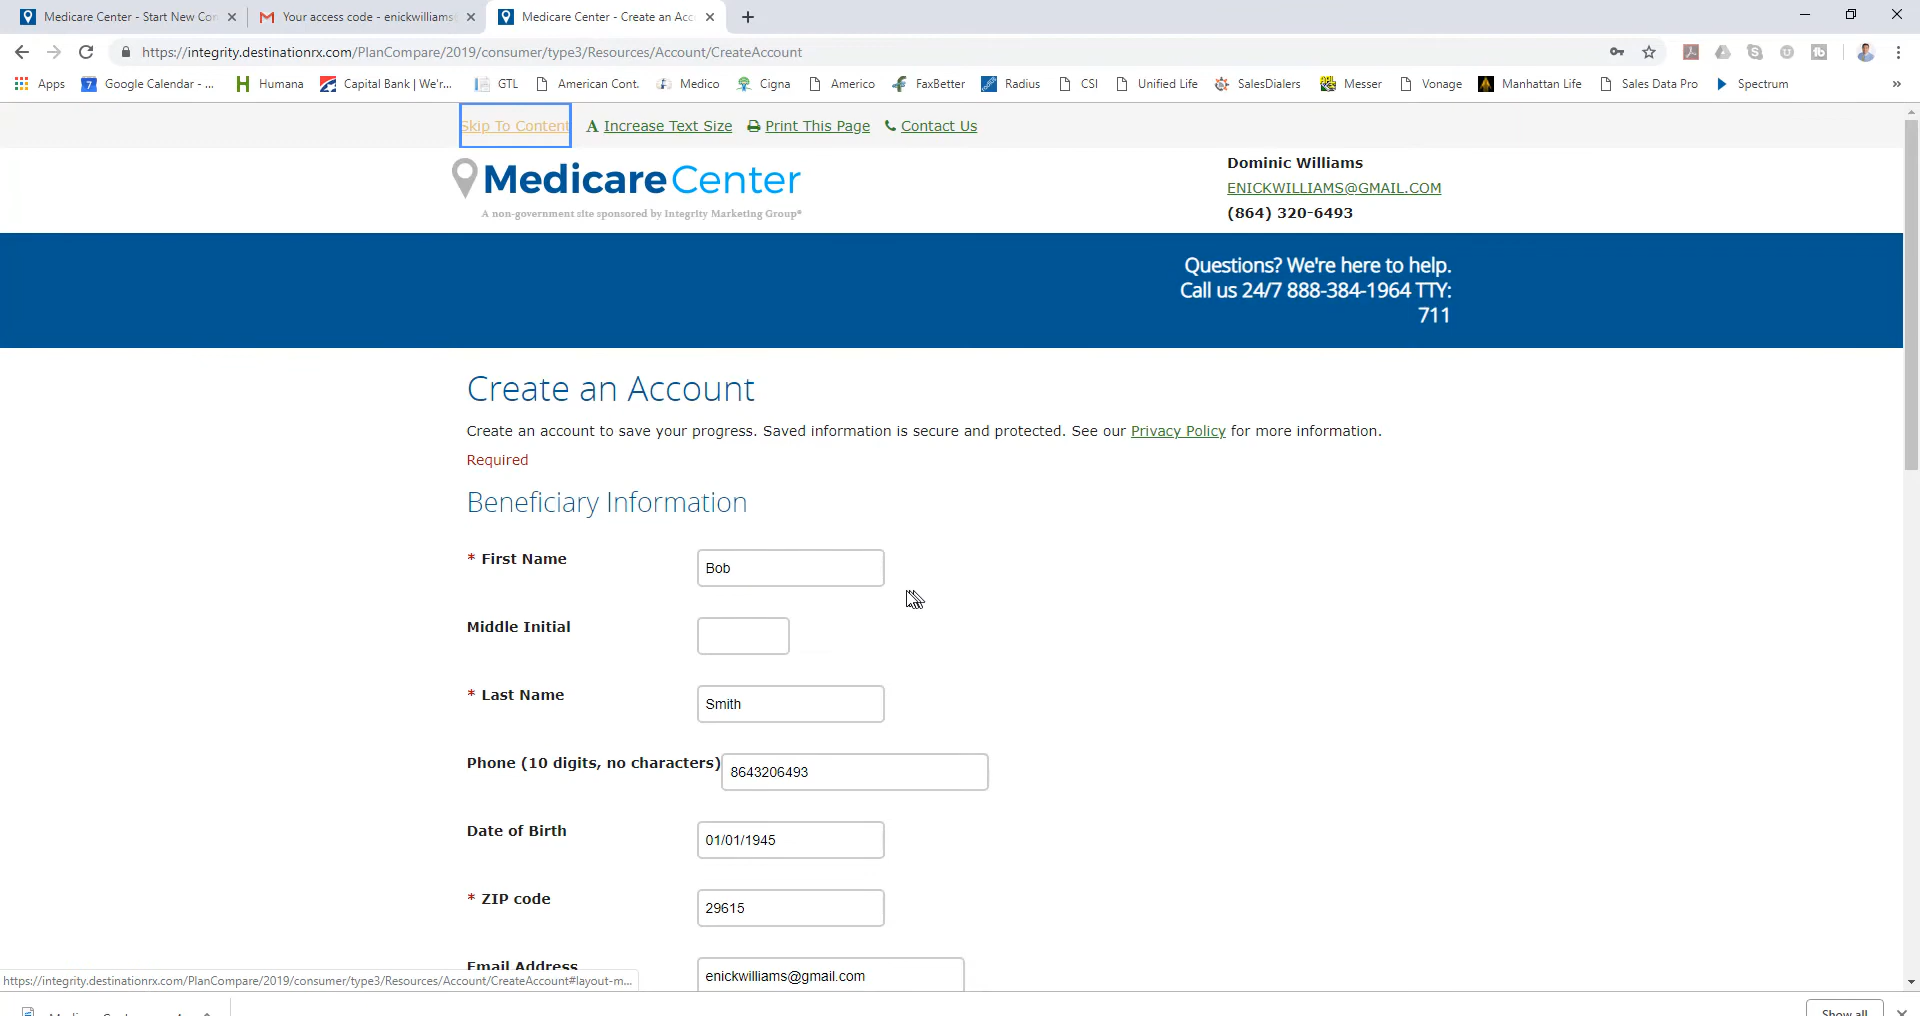 Medicare Center - Start New Con
Your access code - enickwilliams
Medicare Center - Create an Acc
https://integrity.destinationrx.com/PlanCompare/2019/consumer/type3/Resources/Account/CreateAccount
Apps
Google Calendar - ...
Humana
Capital Bank | We'r...
GTL
American Cont.
Medico
Cigna
Americo
FaxBetter
Radius
CSI
Unified Life
SalesDialers
Messer
Vonage
Manhattan Life
Sales Data Pro
Spectrum
»
Skip To Content
A Increase Text Size
Print This Page
Contact Us
MedicareCenter
A non-government site sponsored by Integrity Marketing Group®
Dominic Williams
ENICKWILLIAMS@GMAIL.COM
(864) 320-6493
Questions? We're here to help.
Call us 24/7 888-384-1964 TTY:
711
Create an Account
Create an account to save your progress. Saved information is secure and protected. See our Privacy Policy for more information.
Required
Beneficiary Information
* First Name
Bob
Middle Initial
* Last Name
Smith
Phone (10 digits, no characters)
8643206493
Date of Birth
01/01/1945
* ZIP code
29615
Email Address
enickwilliams@gmail.com
https://integrity.destinationrx.com/PlanCompare/2019/consumer/type3/Resources/Account/CreateAccount#layout-m...
Show all